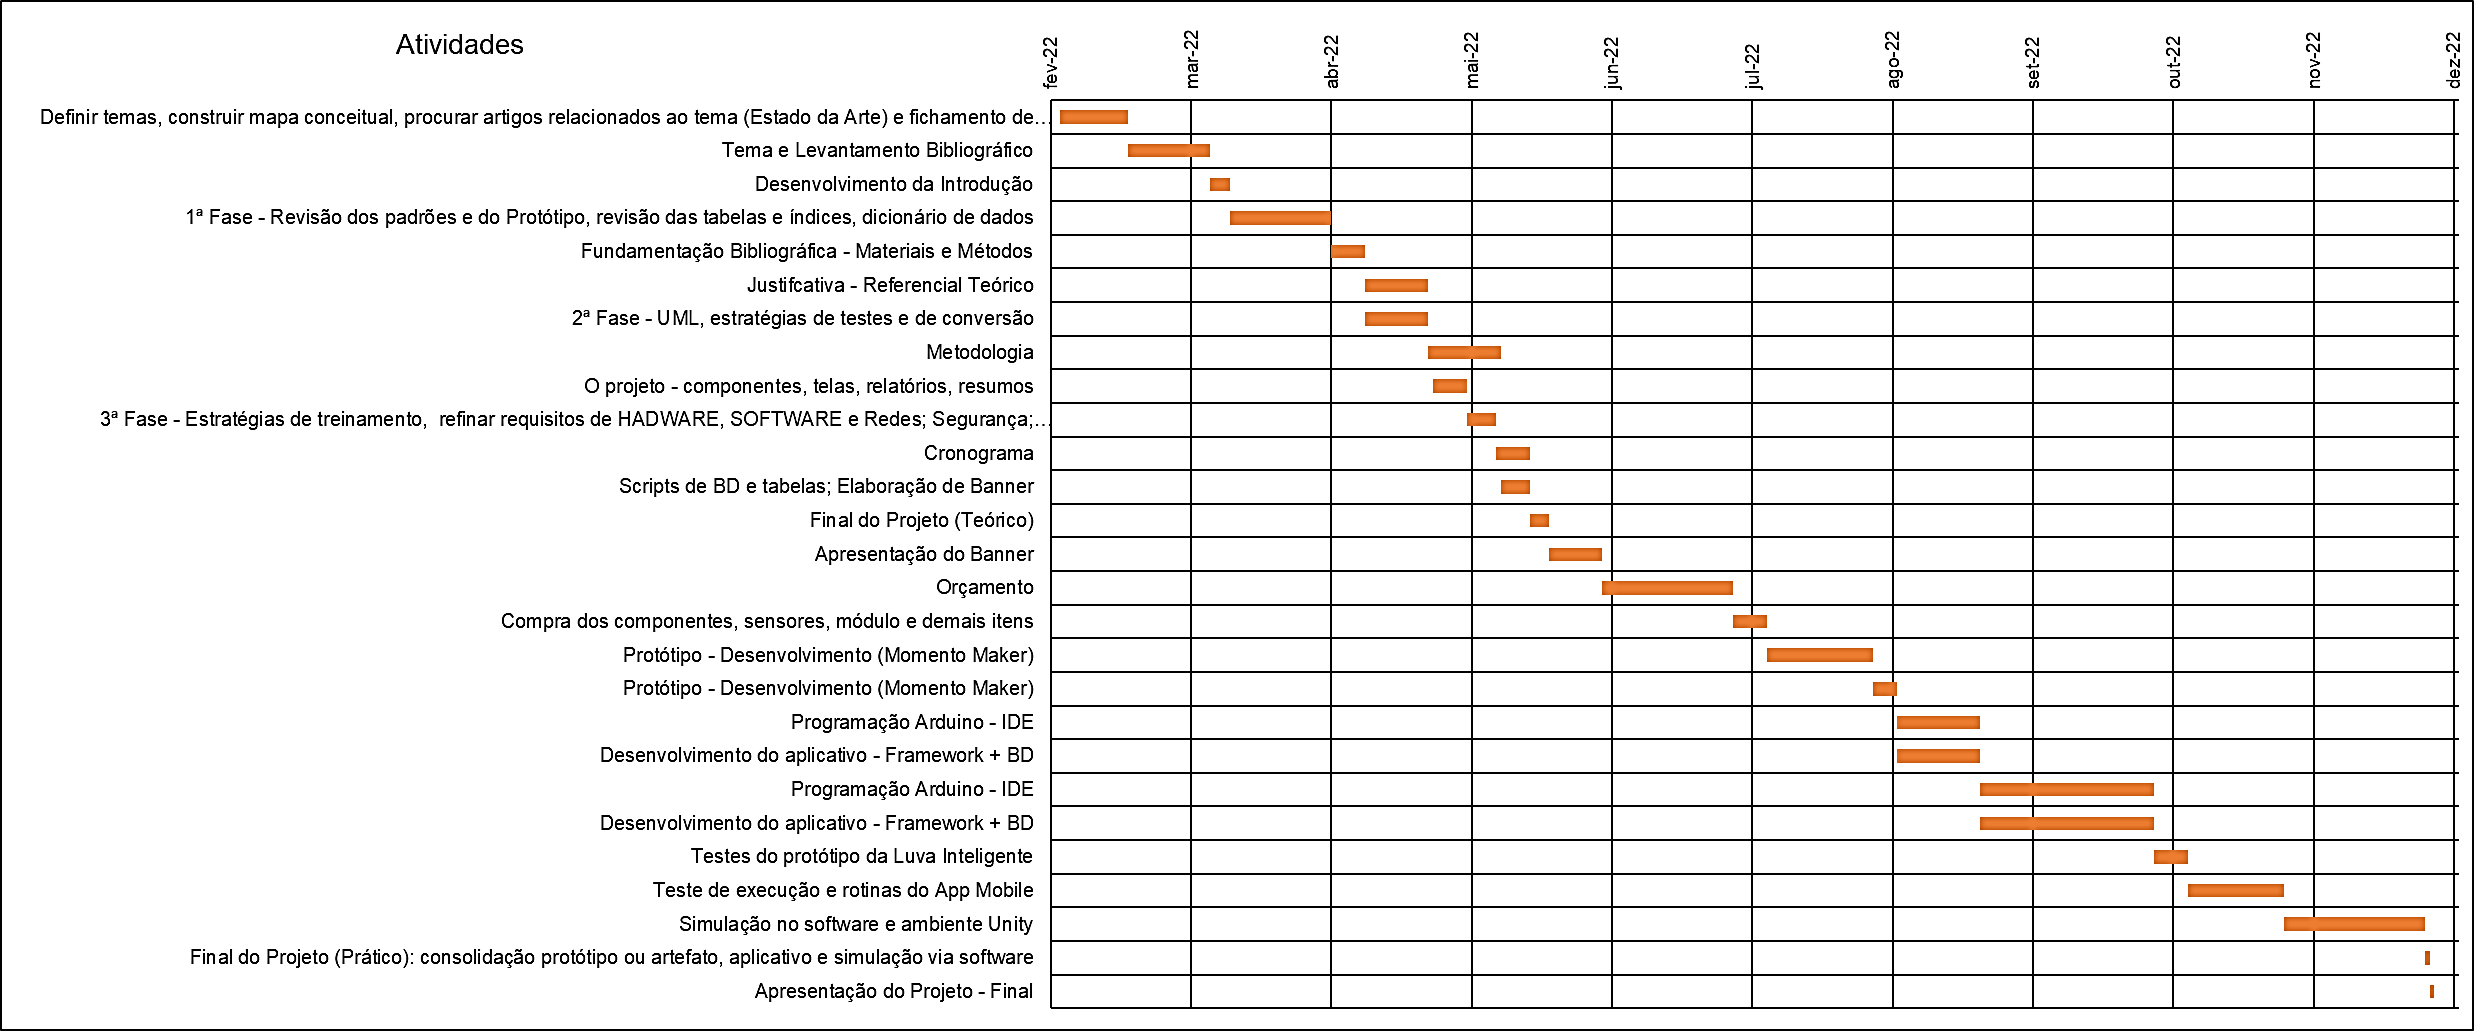 Atividades
fev-22
mar-22
abr-22
mai-22
jun-22
jul-22
ago-22
set-22
out-22
nov-22
dez-22
Definir temas, construir mapa conceitual, procurar artigos relacionados ao tema (Estado da Arte) e fichamento de…
Tema e Levantamento Bibliográfico
Desenvolvimento da Introdução
1ª Fase - Revisão dos padrões e do Protótipo, revisão das tabelas e índices, dicionário de dados
Fundamentação Bibliográfica - Materiais e Métodos
Justifcativa - Referencial Teórico
2ª Fase - UML, estratégias de testes e de conversão
Metodologia
O projeto - componentes, telas, relatórios, resumos
3ª Fase - Estratégias de treinamento,  refinar requisitos de HADWARE, SOFTWARE e Redes; Segurança;…
Cronograma
Scripts de BD e tabelas; Elaboração de Banner
Final do Projeto (Teórico)
Apresentação do Banner
Orçamento
Compra dos componentes, sensores, módulo e demais itens
Protótipo - Desenvolvimento (Momento Maker)
Protótipo - Desenvolvimento (Momento Maker)
Programação Arduino - IDE
Desenvolvimento do aplicativo - Framework + BD
Programação Arduino - IDE
Desenvolvimento do aplicativo - Framework + BD
Testes do protótipo da Luva Inteligente
Teste de execução e rotinas do App Mobile
Simulação no software e ambiente Unity
Final do Projeto (Prático): consolidação protótipo ou artefato, aplicativo e simulação via software
Apresentação do Projeto - Final